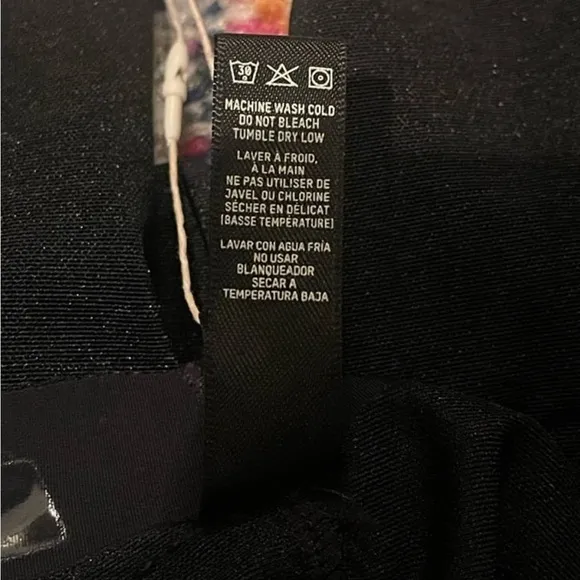 30
MACHINE WASH COLD
DO NOT BLEACH
TUMBLE DRY LOW
LAVER À FROID,
À LA MAIN
NE PAS UTILISER DE
JAVEL OU CHLORINE
SÉCHER EN DÉLICAT
(BASSE TEMPÉRATURE)
LAVAR CON AGUA FRÍA
NO USAR
BLANQUEADOR
SECAR A
TEMPERATURA BAJA